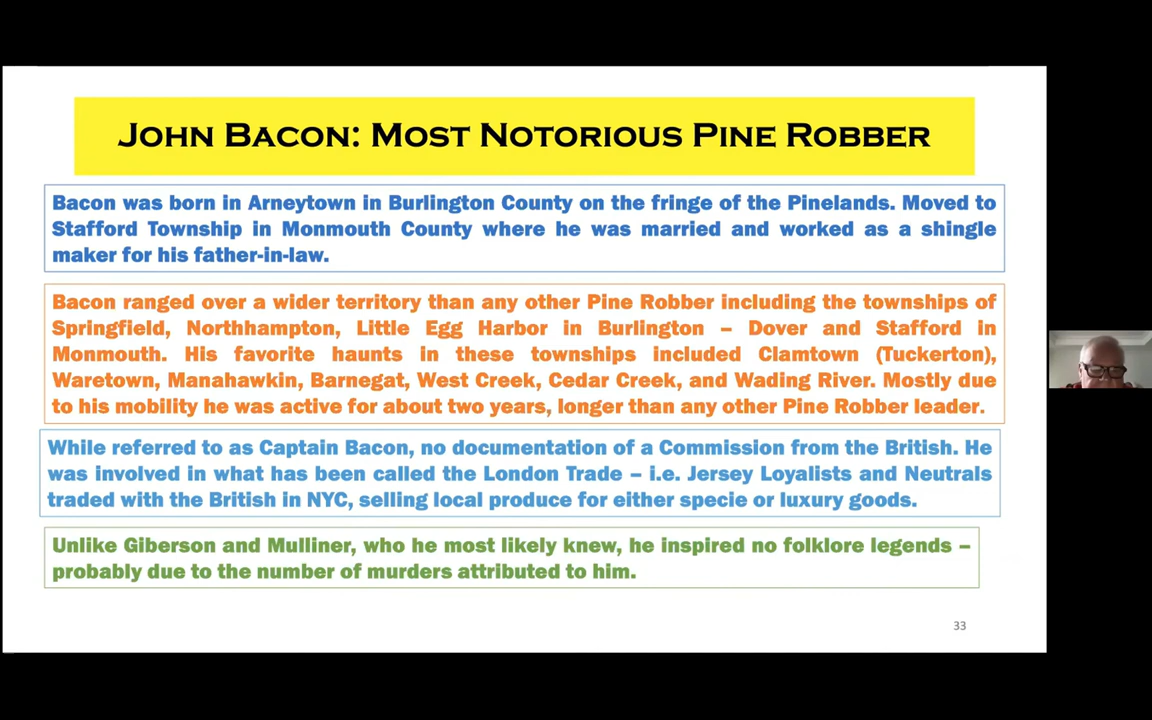 John Bacon: Most Notorious Pine Robber
Bacon was born in Arneytown in Burlington County on the fringe of the Pinelands. Moved to
Stafford Township in Monmouth County where he was married and worked as a shingle
maker for his father-in-law.
Bacon ranged over a wider territory than any other Pine Robber including the townships of
Springfield, Northhampton, Little Egg Harbor in Burlington – Dover and Stafford in
Monmouth. His favorite haunts in these townships included Clamtown (Tuckerton),
Waretown, Manahawkin, Barnegat, West Creek, Cedar Creek, and Wading River. Mostly due
to his mobility he was active for about two years, longer than any other Pine Robber leader.
While referred to as Captain Bacon, no documentation of a Commission from the British. He
was involved in what has been called the London Trade – i.e. Jersey Loyalists and Neutrals
traded with the British in NYC, selling local produce for either specie or luxury goods.
Unlike Giberson and Mulliner, who he most likely knew, he inspired no folklore legends –
probably due to the number of murders attributed to him.
33